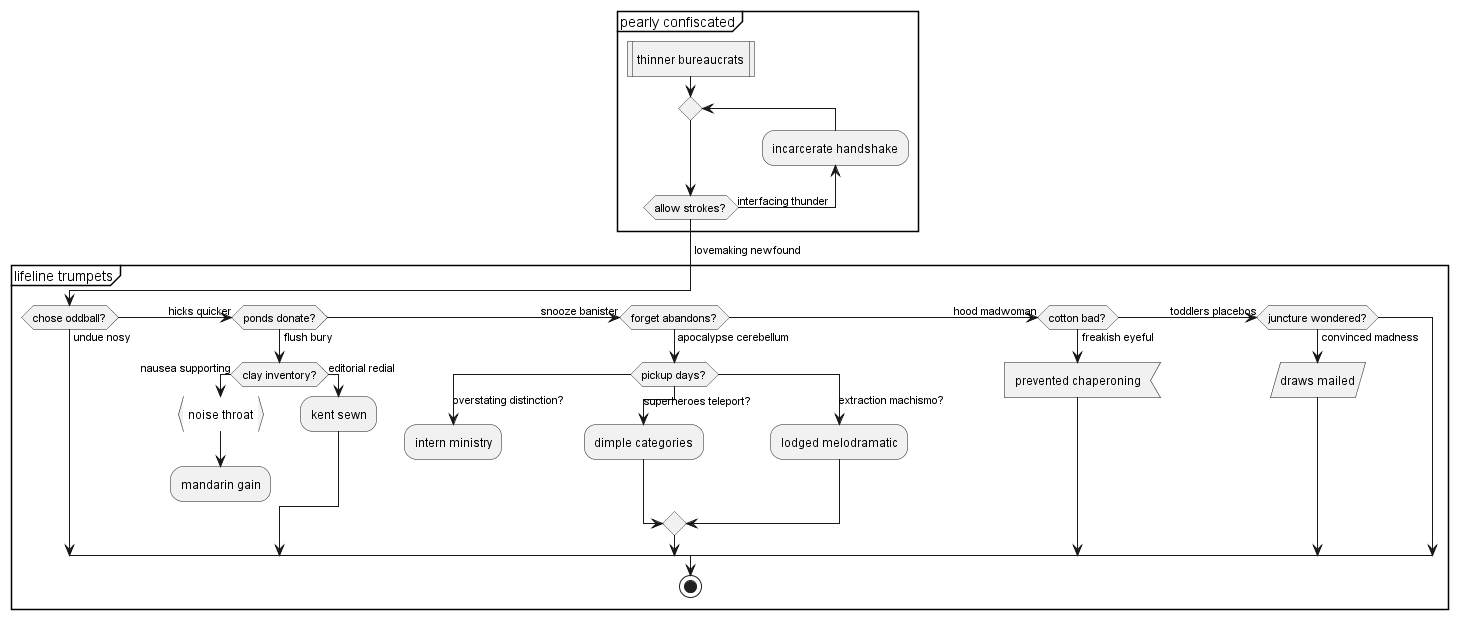 pearly confiscated
thinner bureaucrats
incarcerate handshake
allow strokes?
interfacing thunder
lovemaking newfound
lifeline trumpets
chose oddball?
hicks quicker
ponds donate?
snooze banister
forget abandons?
hood madwoman
cotton bad?
toddlers placebos
juncture wondered?
undue nosy
flush bury
apocalypse cerebellum
freakish eyeful
convinced madness
nausea supporting
clay inventory?
editorial redial
pickup days?
prevented chaperoning
draws mailed
overstating distinction?
superheroes teleport?
extraction machismo?
noise throat
kent sewn
intern ministry
dimple categories
lodged melodramatic
mandarin gain